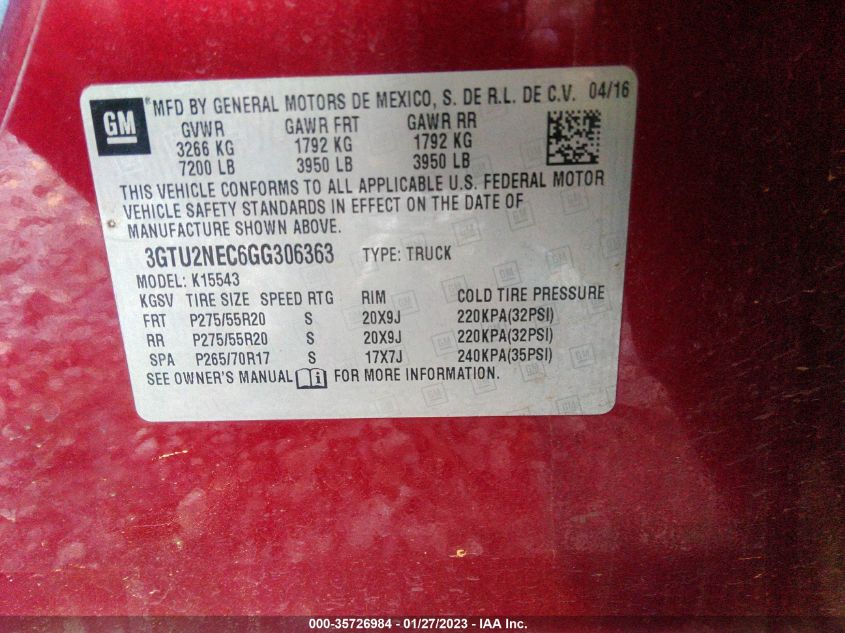 GM
® MFD BY GENERAL MOTORS DE MEXICO, S. DE R.L. DE C.V. 04/16
GVWR GAWR FRT GAWR RR
3266 KG 1792 KG 1792 KG
7200 LB 3950 LB 3950 LB
THIS VEHICLE CONFORMS TO ALL APPLICABLE U.S. FEDERAL MOTOR
VEHICLE SAFETY STANDARDS IN EFFECT ON THE DATE OF
MANUFACTURE SHOWN ABOVE.
3GTU2NEC6GG306363 TYPE: TRUCK
MODEL: K15543
KGSV TIRE SIZE SPEED RTG RIM COLD TIRE PRESSURE
FRT P275/55R20 S 20X9J 220KPA(32PSI)
RR P275/55R20 S 20X9J 220KPA(32PSI)
SPA P265/70R17 S 17X7J 240KPA(35PSI)
SEE OWNER'S MANUAL i FOR MORE INFORMATION.
000-35726984 - 01/27/2023 - IAA Inc.